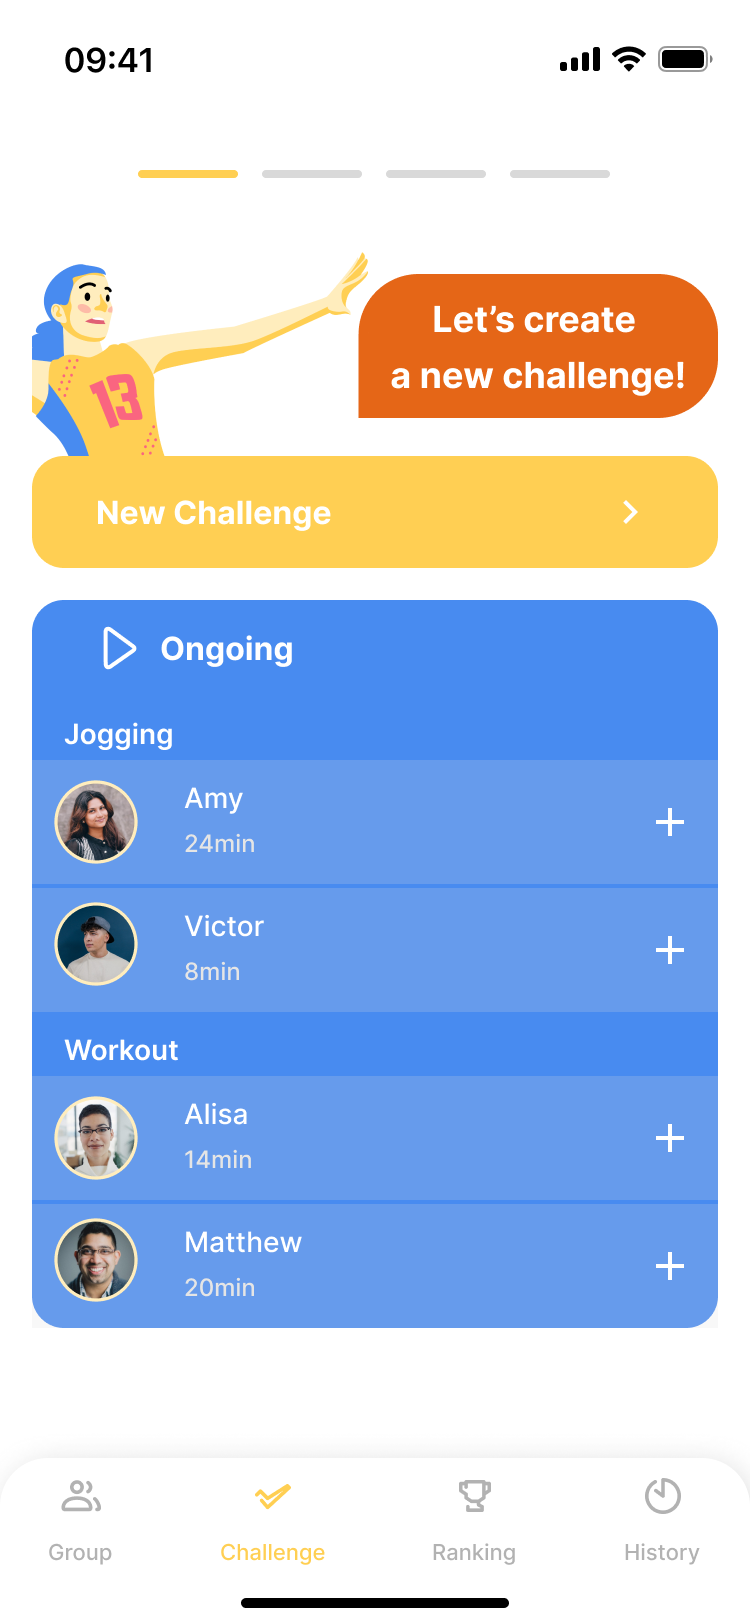 09:41
Let’s create
a new challenge!
13
New Challenge
Ongoing
Jogging
Amy
24min
Victor
8min
Workout
Alisa
14min
Matthew
20min
Group
Challenge
Ranking
History